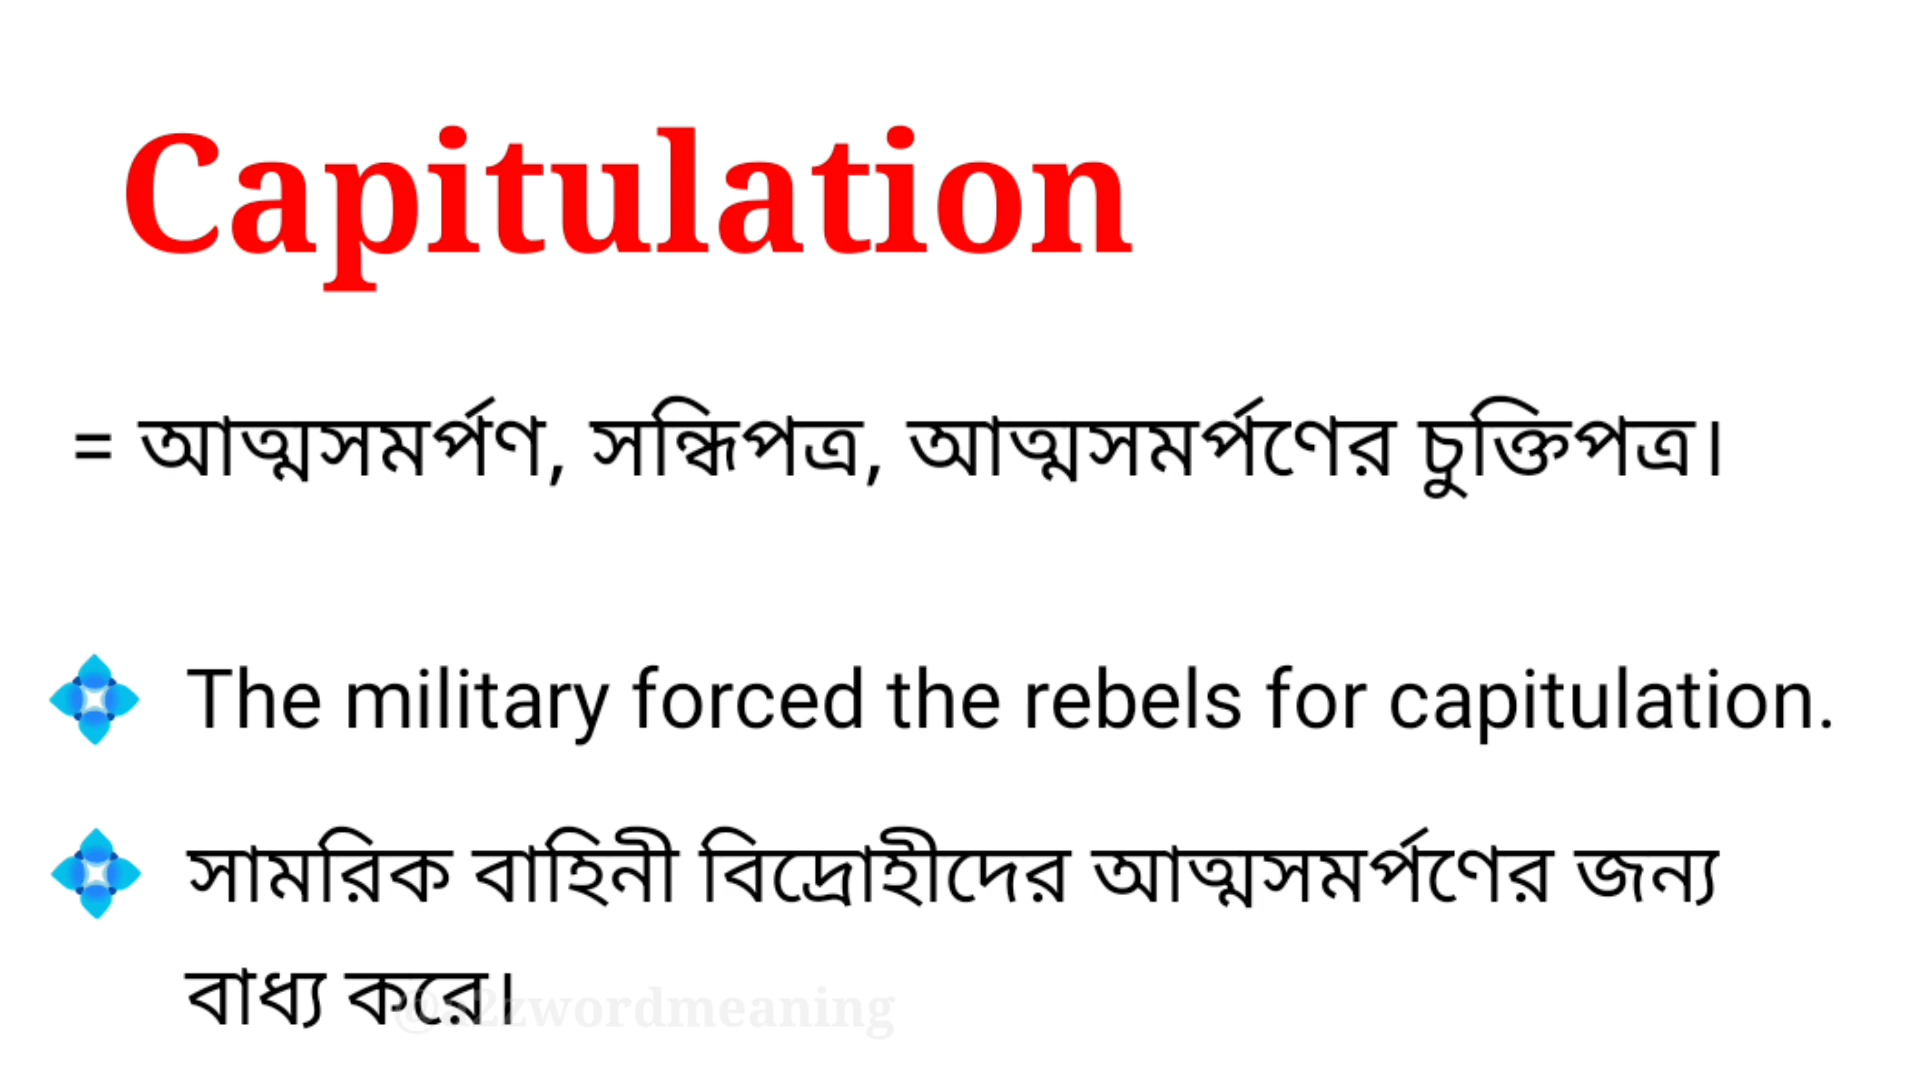 Capitulation
= আত্মসমর্পণ, সন্ধিপত্র, আত্মসমর্পণের চুক্তিপত্র।
The military forced the rebels for capitulation.
সামরিক বাহিনী বিদ্রোহীদের আত্মসমর্পণের জন্য
বাধ্য করে।
@a2zwordmeaning